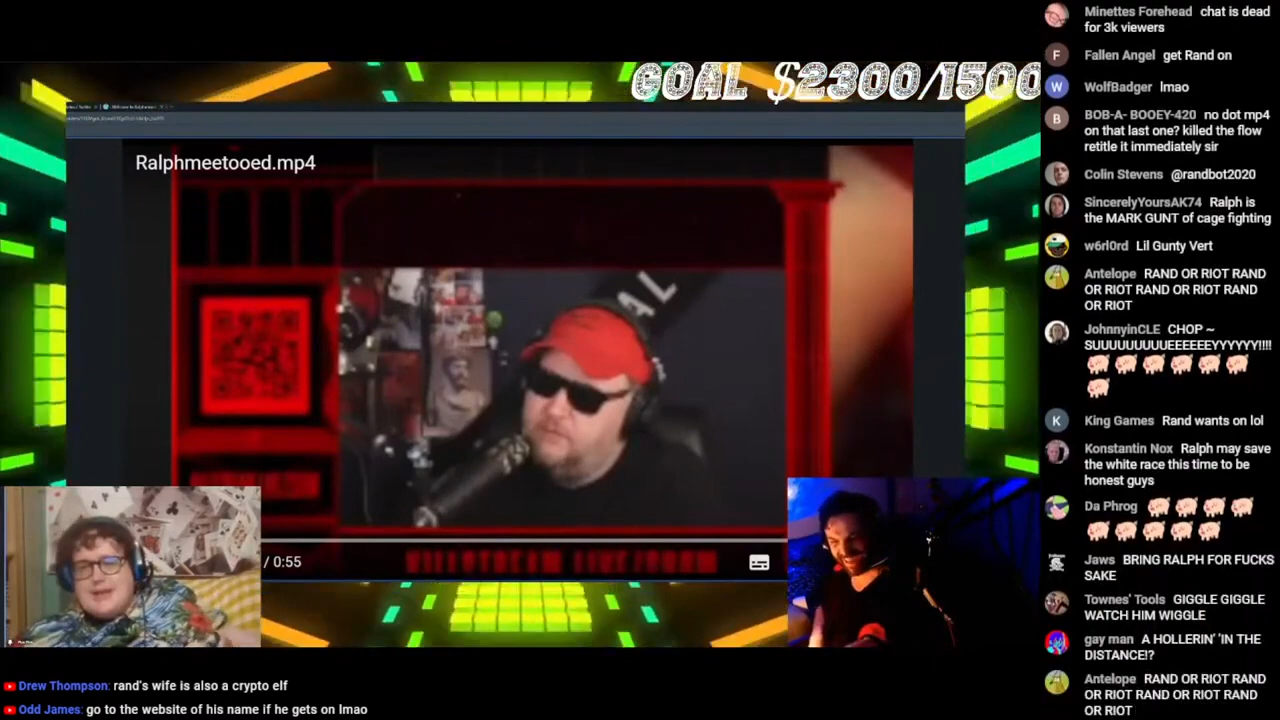 GOAL $2300/1500
Ralphmeetooed.mp4
AL
/ 0:55
Drew Thompson: rand's wife is also a crypto elf
Odd James: go to the website of his name if he gets on lmao
Minettes Forehead chat is dead
for 3k viewers
Fallen Angel get Rand on
WolfBadger lmao
BOB-A- BOOEY-420 no dot mp4
on that last one? killed the flow
retitle it immediately sir
Colin Stevens @randbot2020
SincerelyYoursAK74 Ralph is
the MARK GUNT of cage fighting
w6rl0rd Lil Gunty Vert
Antelope RAND OR RIOT RAND
OR RIOT RAND OR RIOT RAND
OR RIOT
JohnnyinCLE CHOP ~
SUUUUUUUUUEEEEEEYYYYYY!!!!
King Games Rand wants on lol
Konstantin Nox Ralph may save
the white race this time to be
honest guys
Da Phrog
Jaws BRING RALPH FOR FUCKS
SAKE
Townes' Tools GIGGLE GIGGLE
WATCH HIM WIGGLE
gay man A HOLLERIN' 'IN THE
DISTANCE!?
Antelope RAND OR RIOT RAND
OR RIOT RAND OR RIOT RAND
OR RIOT